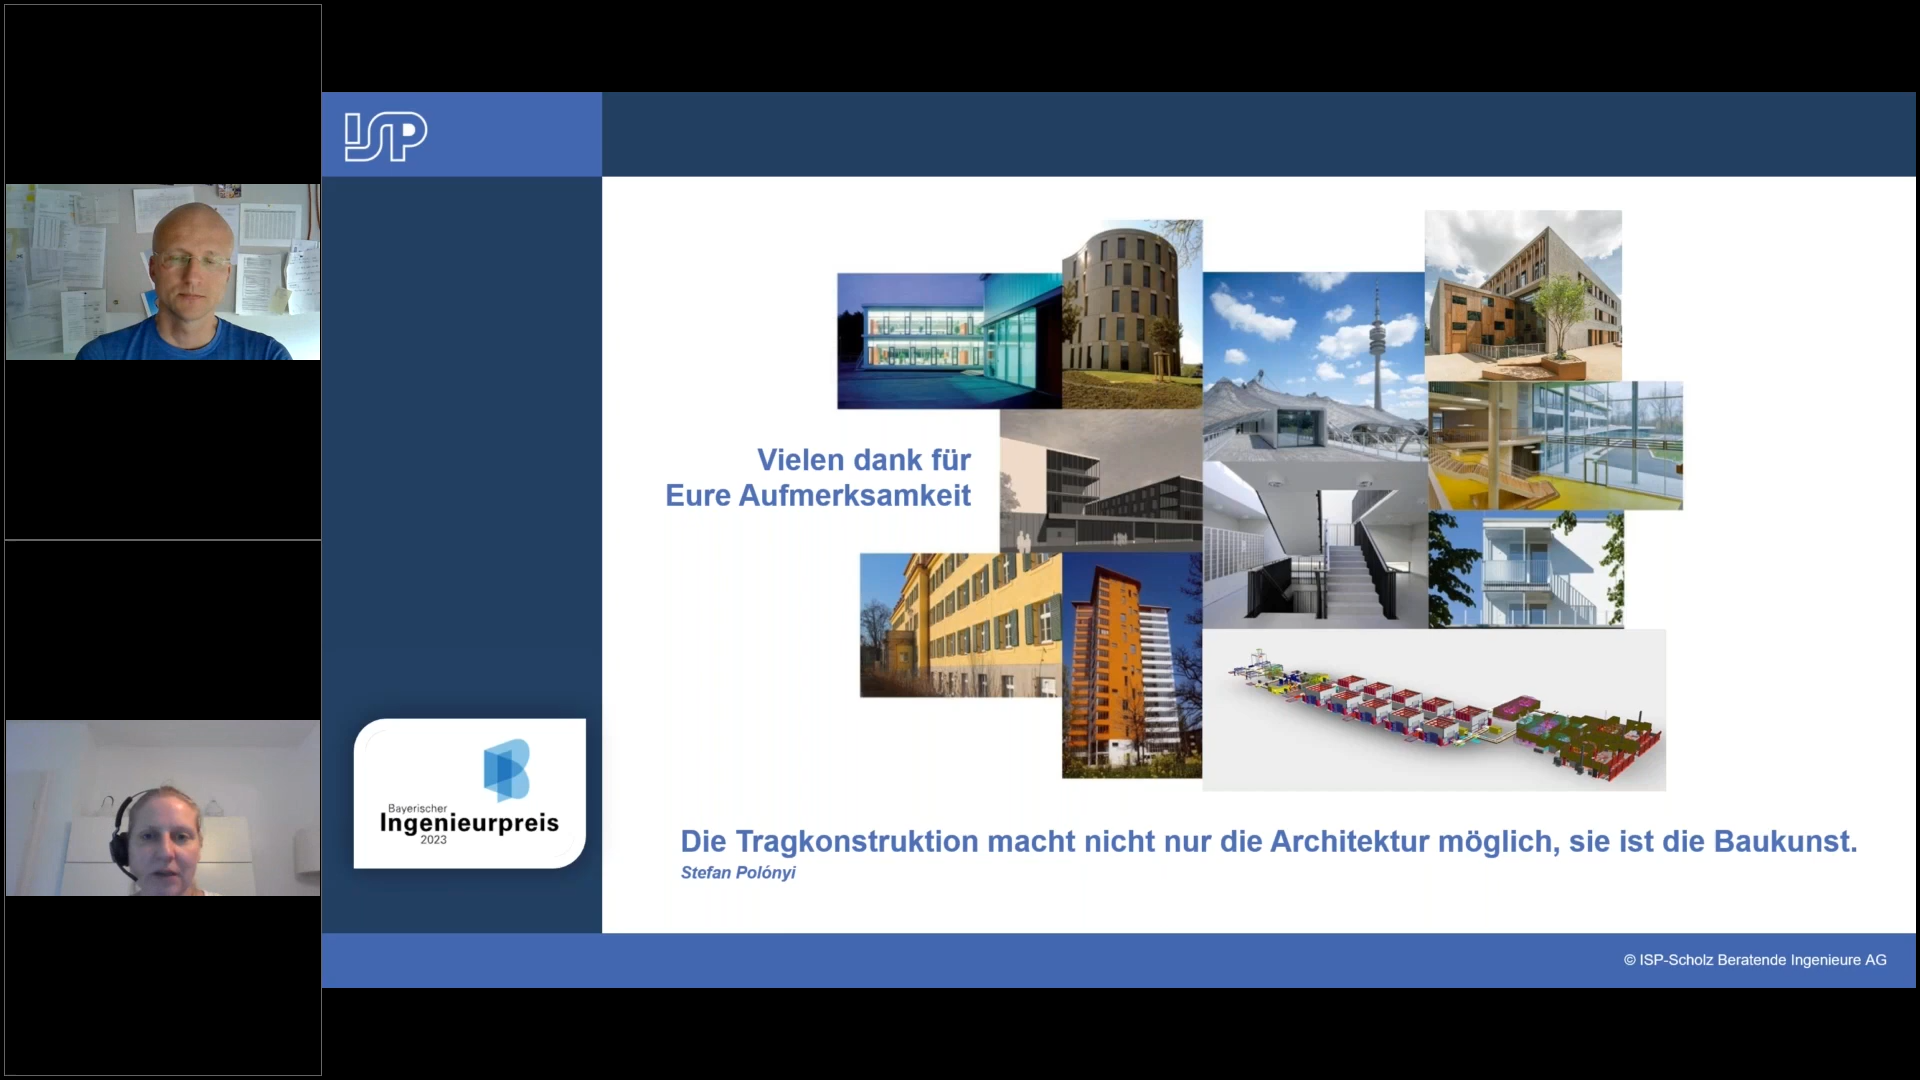 ISP
Vielen dank für
Eure Aufmerksamkeit
Bayerischer
Ingenieurpreis
2023
Die Tragkonstruktion macht nicht nur die Architektur möglich, sie ist die Baukunst.
Stefan Polónyi
© ISP-Scholz Beratende Ingenieure AG